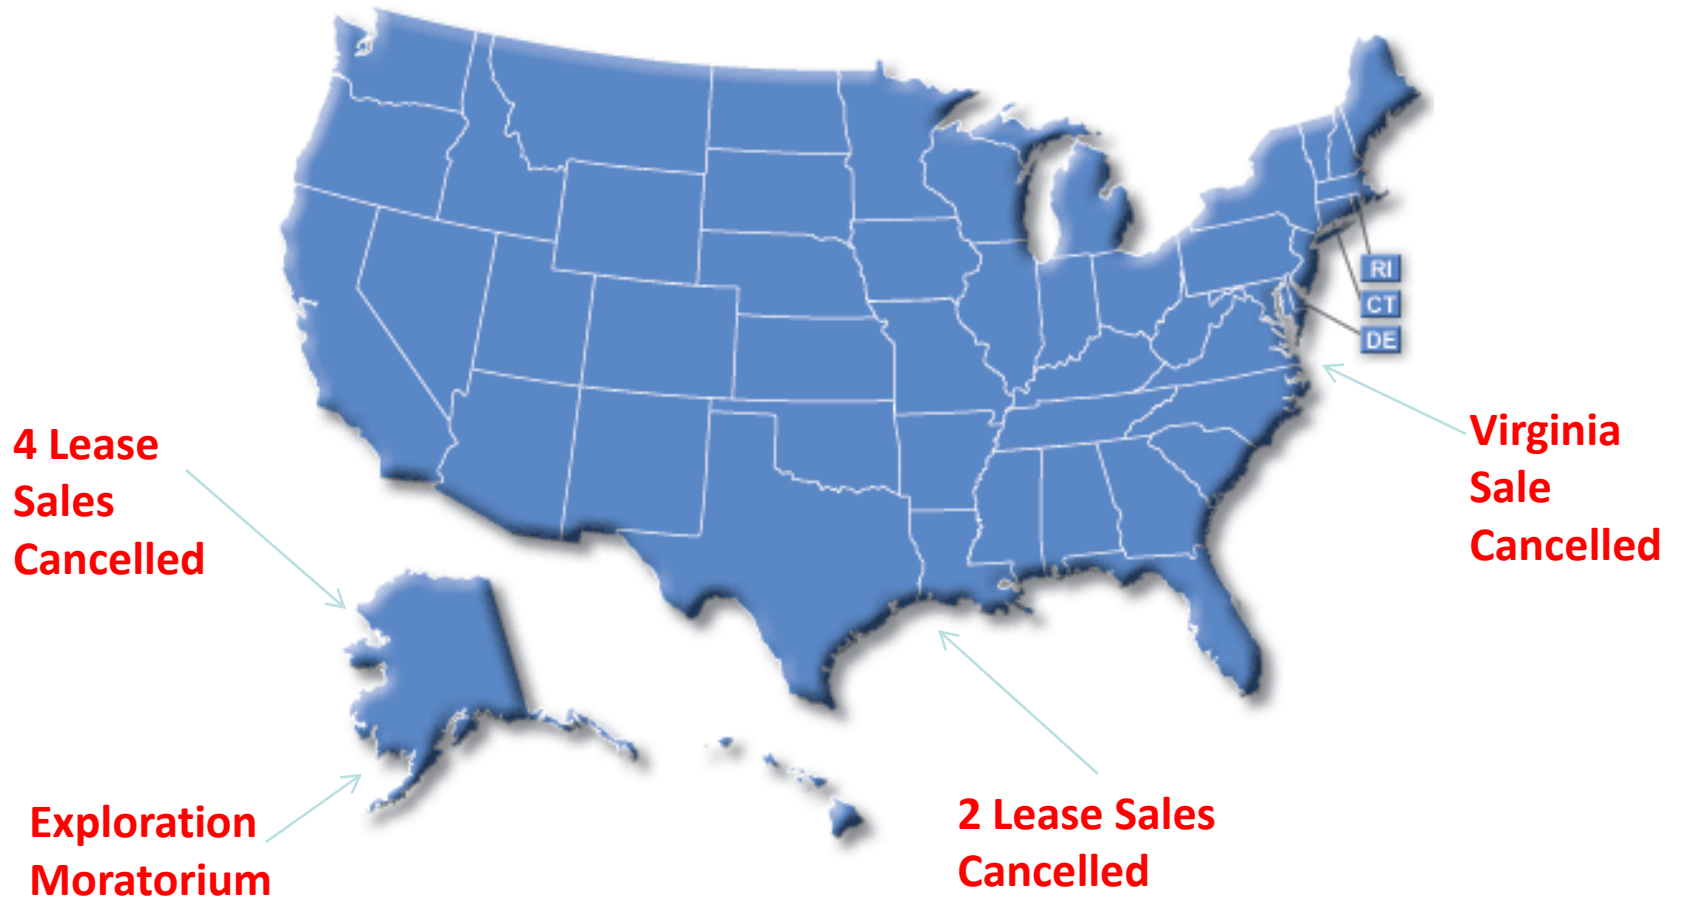 RI
CT
DE
4 Lease
Sales
Cancelled
Virginia
Sale
Cancelled
Exploration
Moratorium
2 Lease Sales
Cancelled